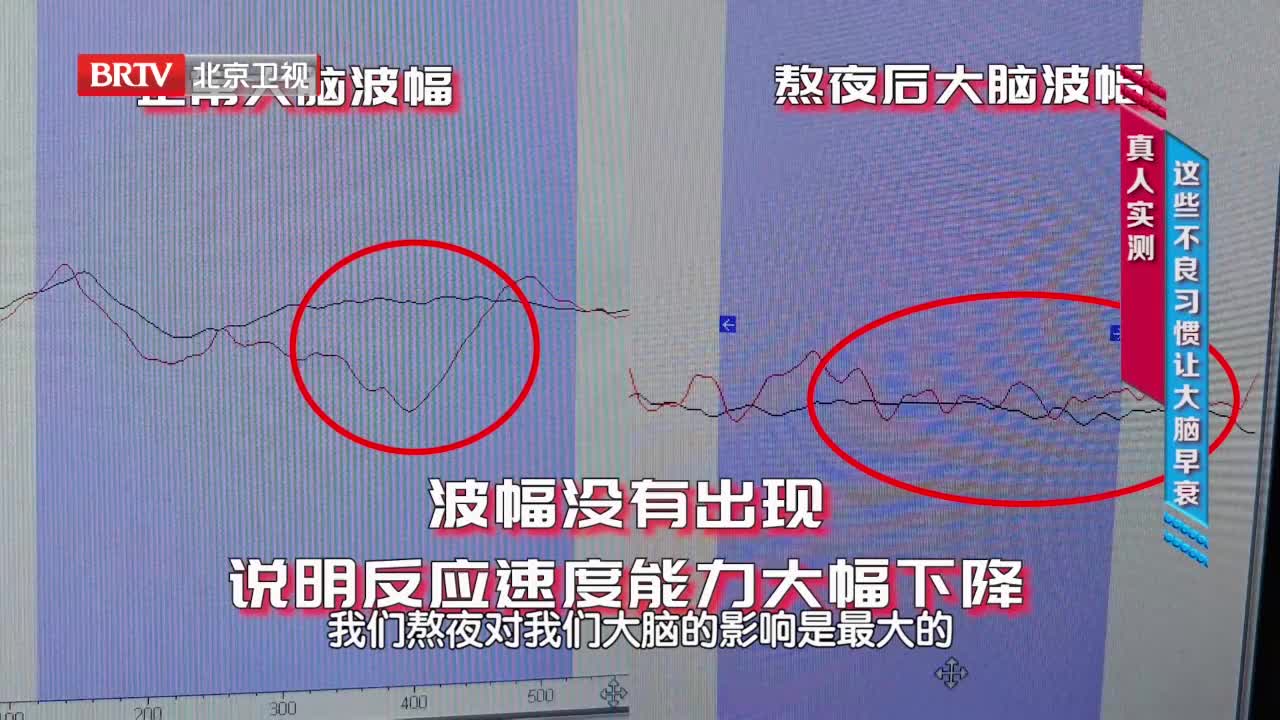 BRTV 北京卫视
正常大脑波幅
熬夜后大脑波幅
真人实测
这些不良习惯让大脑早衰
波幅没有出现
说明反应速度能力大幅下降
我们熬夜对我们大脑的影响是最大的
200
300
400
500